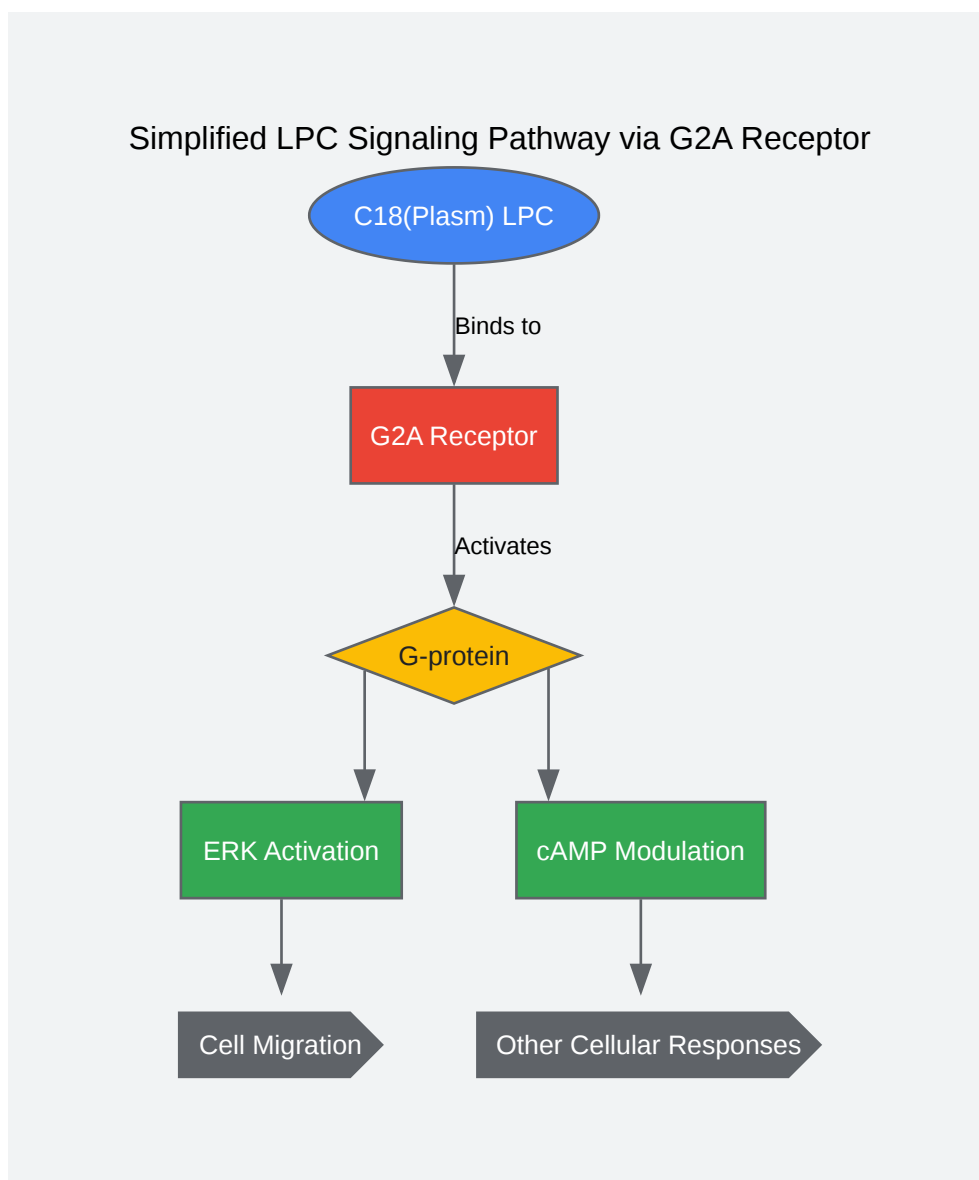 Simplified LPC Signaling Pathway via G2A Receptor
C18(Plasm) LPC
Binds to
G2A Receptor
Activates
G-protein
ERK Activation
cAMP Modulation
Cell Migration
Other Cellular Responses